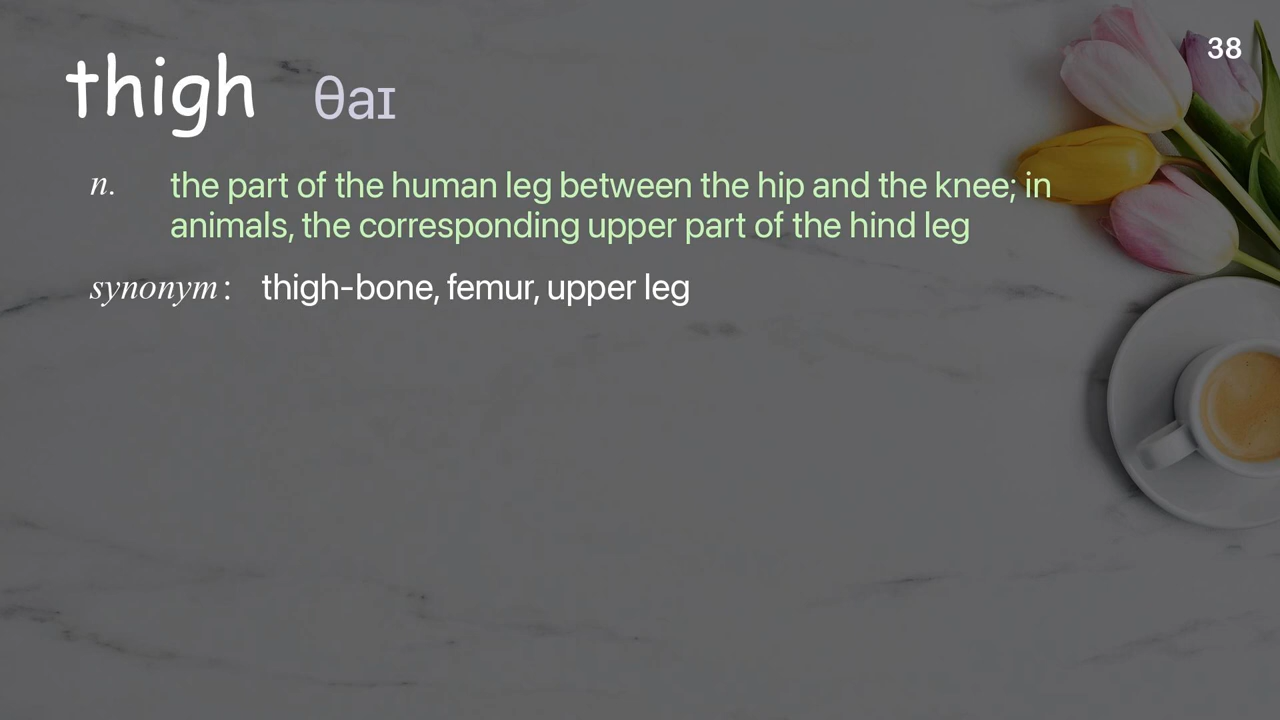 38
thigh θaɪ
n. the part of the human leg between the hip and the knee; in
animals, the corresponding upper part of the hind leg
synonym: thigh-bone, femur, upper leg